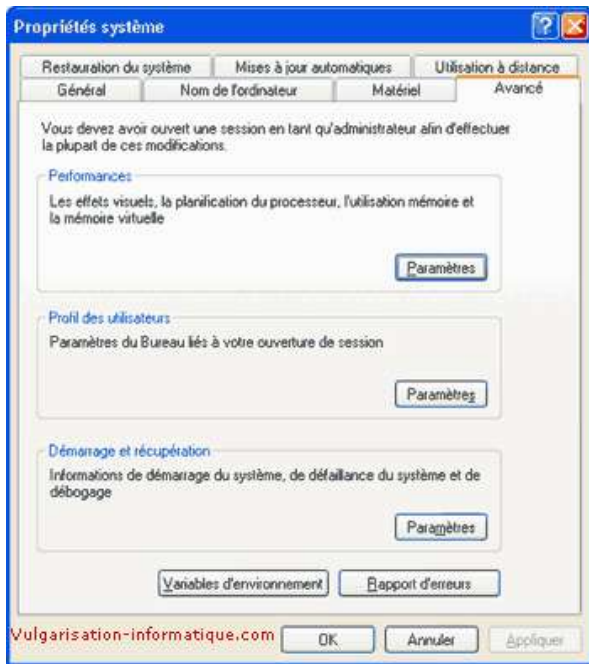 Propriétés système
Restauration du système
Mises à jour automatiques
Utilisation à distance
Général
Nom de l'ordinateur
Matériel
Avancé
Vous devez avoir ouvert une session en tant qu'administrateur afin d'effectuer
la plupart de ces modifications.
Performances
Les effets visuels, la planification du processeur, l'utilisation mémoire et
la mémoire virtuelle
Paramètres
Profil des utilisateurs
Paramètres du Bureau liés à votre ouverture de session
Paramètres
Démarrage et récupération
Informations de démarrage du système, de défaillance du système et de
débogage
Paramètres
Variables d'environnement
Rapport d'erreurs
Vulgarisation-informatique.com
OK
Annuler
Appliquer